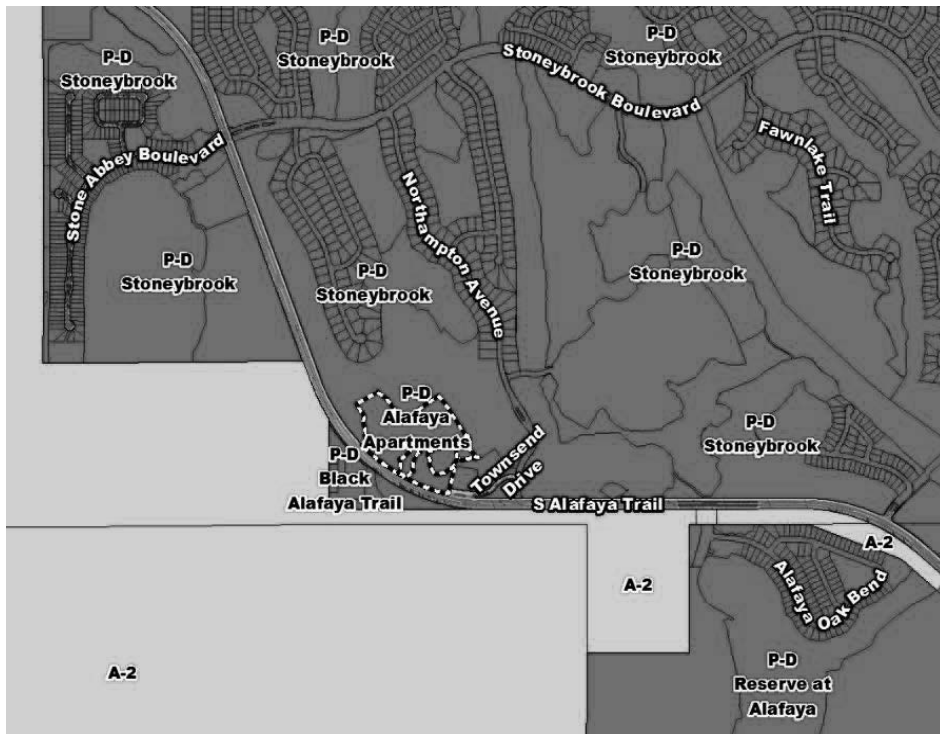 P-D
Stoneybrook
P-D
Stoneybrook
P-D
Stoneybrook
Stoneybrook Boulevard
Stone Abbey Boulevard
Fawnlake Trail
Northampton Avenue
P-D
Stoneybrook
P-D
Stoneybrook
P-D
Stoneybrook
P-D
Alafaya
Apartments
P-D
Stoneybrook
P-D
Black
Alafaya Trail
Townsend
Drive
S Alafaya Trail
A-2
A-2
Alafaya
Oak Bend
A-2
P-D
Reserve at
Alafaya